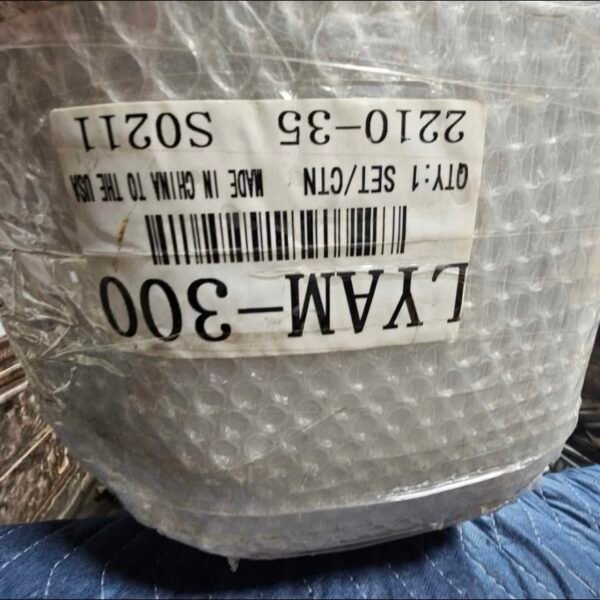 LYAM-300
QTY:1 SET/CTN MADE IN CHINA TO THE USA
2210-35 S0211